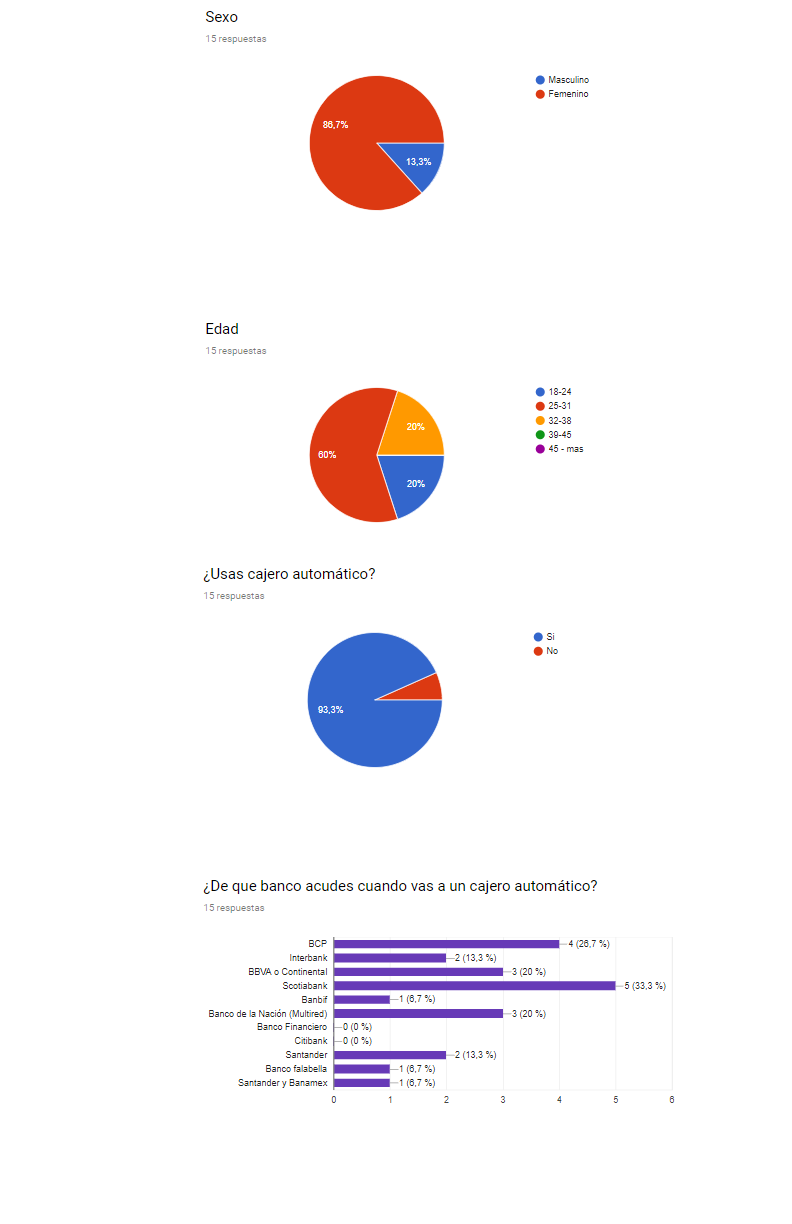 Sexo
15 respuestas
Masculino
Femenino
86,7%
13,3%
Edad
15 respuestas
18-24
25-31
32-38
39-45
45 - mas
20%
60%
20%
¿Usas cajero automático?
15 respuestas
Si
No
93,3%
¿De que banco acudes cuando vas a un cajero automático?
15 respuestas
BCP 4 (26,7 %)
Interbank 2 (13,3 %)
BBVA o Continental 3 (20 %)
Scotiabank 5 (33,3 %)
Banbif 1 (6,7 %)
Banco de la Nación (Multired) 3 (20 %)
Banco Financiero 0 (0 %)
Citibank 0 (0 %)
Santander 2 (13,3 %)
Banco falabella 1 (6,7 %)
Santander y Banamex 1 (6,7 %)
0 1 2 3 4 5 6